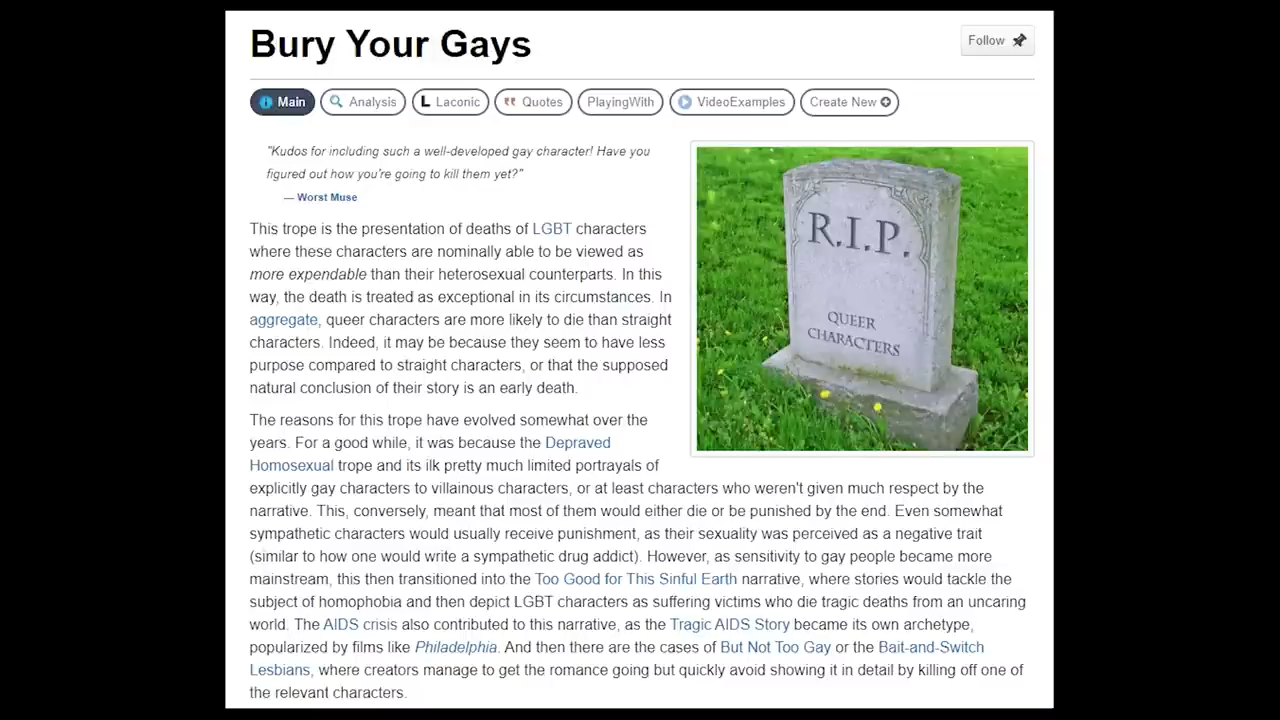 Bury Your Gays
Follow
Main
Analysis
L Laconic
Quotes
PlayingWith
VideoExamples
Create New
"Kudos for including such a well-developed gay character! Have you
figured out how you're going to kill them yet?"
— Worst Muse
This trope is the presentation of deaths of LGBT characters
where these characters are nominally able to be viewed as
more expendable than their heterosexual counterparts. In this
way, the death is treated as exceptional in its circumstances. In
aggregate, queer characters are more likely to die than straight
characters. Indeed, it may be because they seem to have less
purpose compared to straight characters, or that the supposed
natural conclusion of their story is an early death.
R.I.P.
QUEER
CHARACTERS
The reasons for this trope have evolved somewhat over the
years. For a good while, it was because the Depraved
Homosexual trope and its ilk pretty much limited portrayals of
explicitly gay characters to villainous characters, or at least characters who weren't given much respect by the
narrative. This, conversely, meant that most of them would either die or be punished by the end. Even somewhat
sympathetic characters would usually receive punishment, as their sexuality was perceived as a negative trait
(similar to how one would write a sympathetic drug addict). However, as sensitivity to gay people became more
mainstream, this then transitioned into the Too Good for This Sinful Earth narrative, where stories would tackle the
subject of homophobia and then depict LGBT characters as suffering victims who die tragic deaths from an uncaring
world. The AIDS crisis also contributed to this narrative, as the Tragic AIDS Story became its own archetype,
popularized by films like Philadelphia. And then there are the cases of But Not Too Gay or the Bait-and-Switch
Lesbians, where creators manage to get the romance going but quickly avoid showing it in detail by killing off one of
the relevant characters.